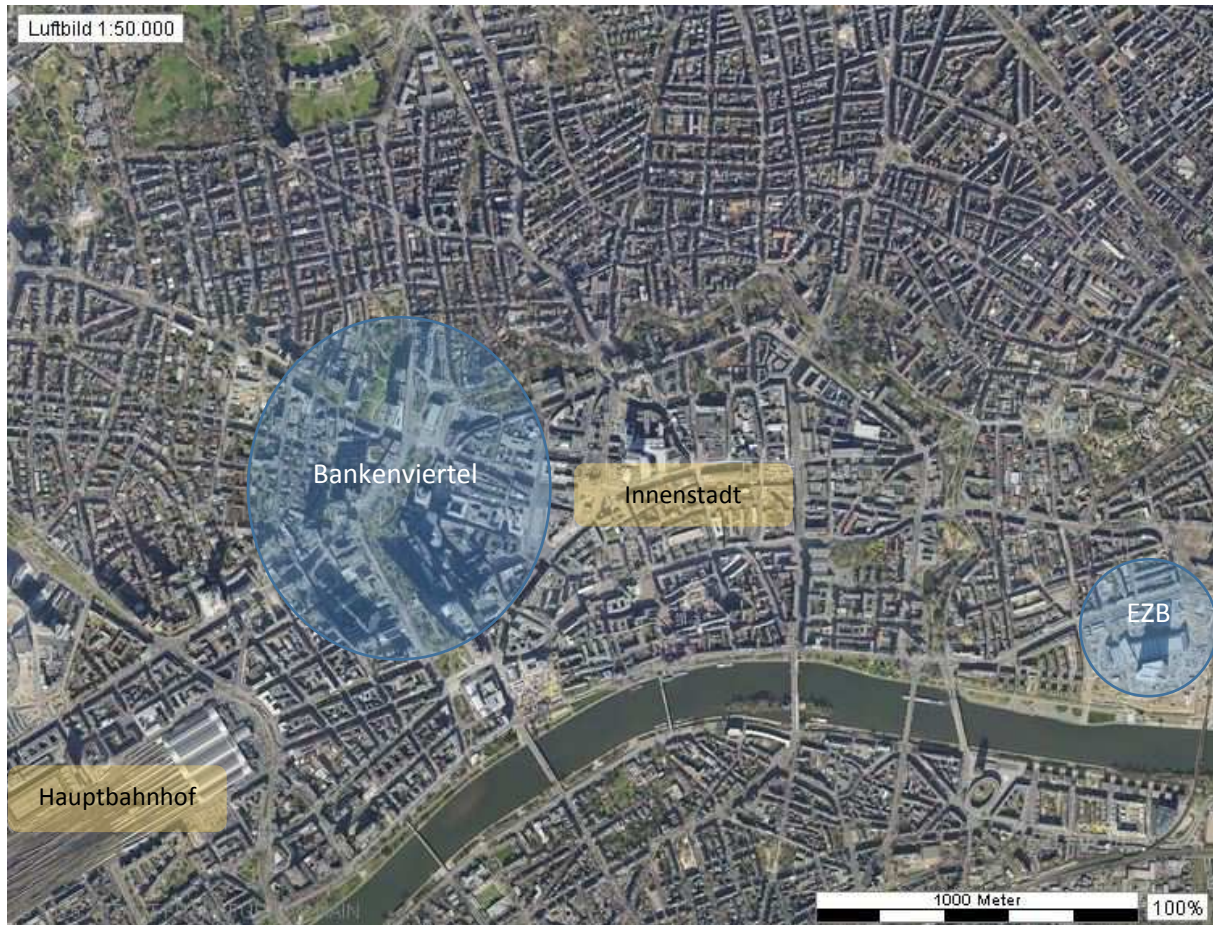 Luftbild 1:50.000
Bankenviertel
Innenstadt
EZB
Hauptbahnhof
1000 Meter
100%